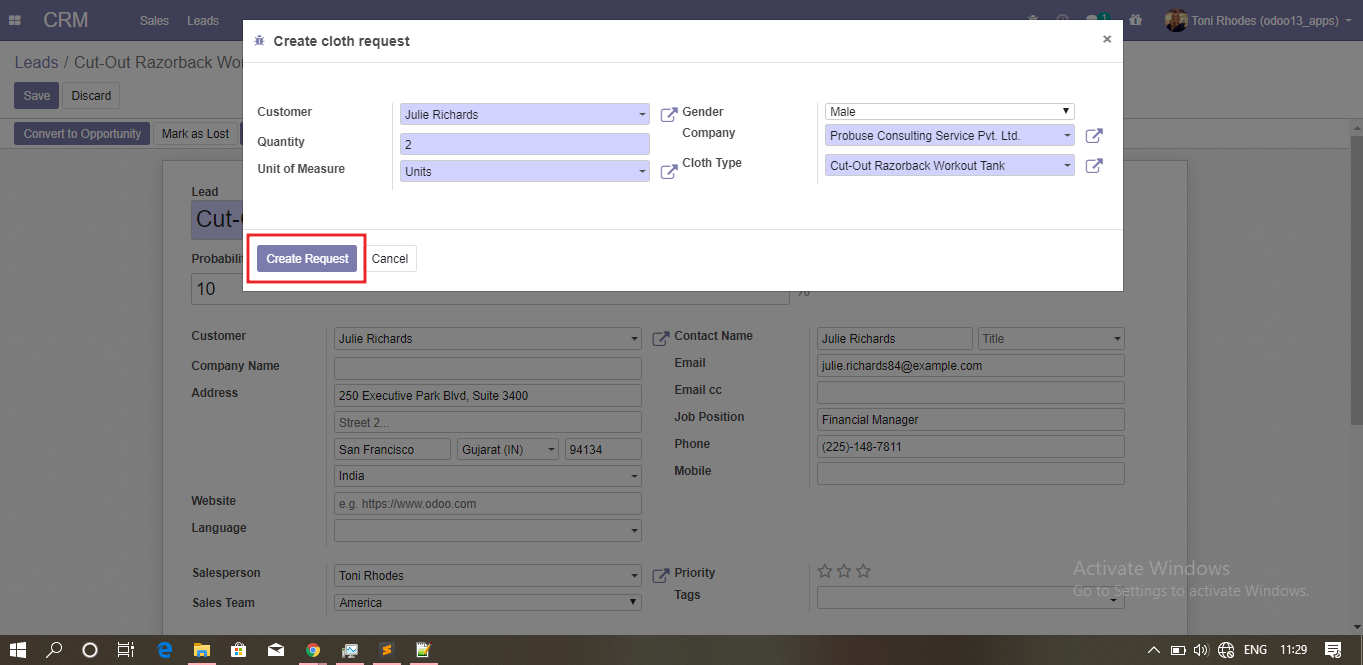 CRM Sales Leads 1 Toni Rhodes (odoo13_apps)
Create cloth request ×
Leads / Cut-Out Razorback Wo
Save Discard
Convert to Opportunity Mark as Lost
Customer Julie Richards Gender Male
Company Probuse Consulting Service Pvt. Ltd.
Quantity 2
Unit of Measure Units Cloth Type Cut-Out Razorback Workout Tank
Create Request Cancel
Lead
Cut-
Probabili
10 %
Customer Julie Richards Contact Name Julie Richards Title
Company Name Email julie.richards84@example.com
Address 250 Executive Park Blvd, Suite 3400 Email cc
Street 2... Job Position Financial Manager
San Francisco Gujarat (IN) 94134 Phone (225)-148-7811
India Mobile
Website e.g. https://www.odoo.com
Language
Salesperson Toni Rhodes Priority
Sales Team America Tags
Activate Windows
Go to Settings to activate Windows.
ENG 11:29